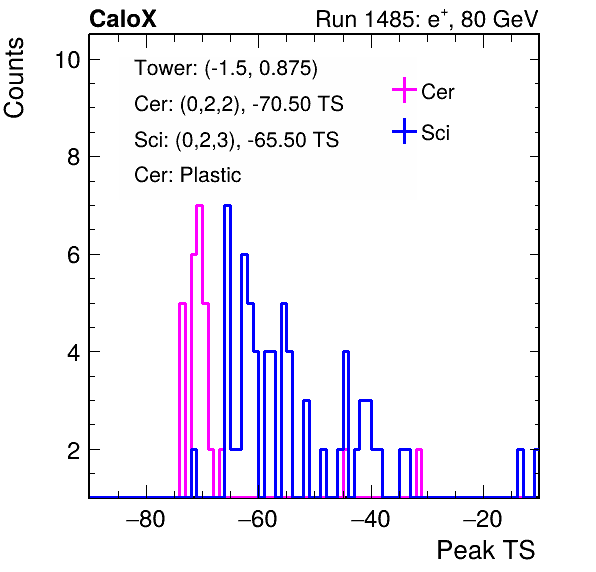 CaloX Run 1485: e⁺, 80 GeV
Counts
Tower: (-1.5, 0.875)
Cer: (0,2,2), -70.50 TS
Sci: (0,2,3), -65.50 TS
Cer: Plastic
Cer
Sci
10
8
6
4
2
−80 −60 −40 −20
Peak TS